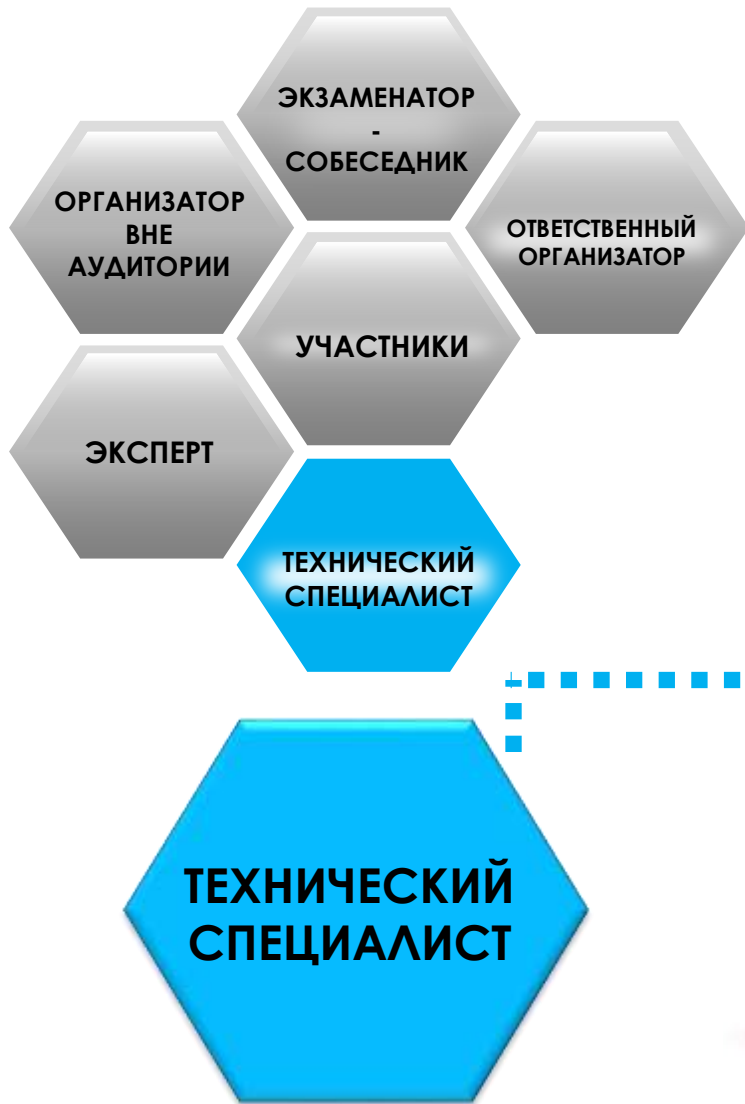 ЭКЗАМЕНАТОР
-
СОБЕСЕДНИК
ОРГАНИЗАТОР
ВНЕ
АУДИТОРИИ
ОТВЕТСТВЕННЫЙ
ОРГАНИЗАТОР
УЧАСТНИКИ
ЭКСПЕРТ
ТЕХНИЧЕСКИЙ
СПЕЦИАЛИСТ
ТЕХНИЧЕСКИЙ
СПЕЦИАЛИСТ